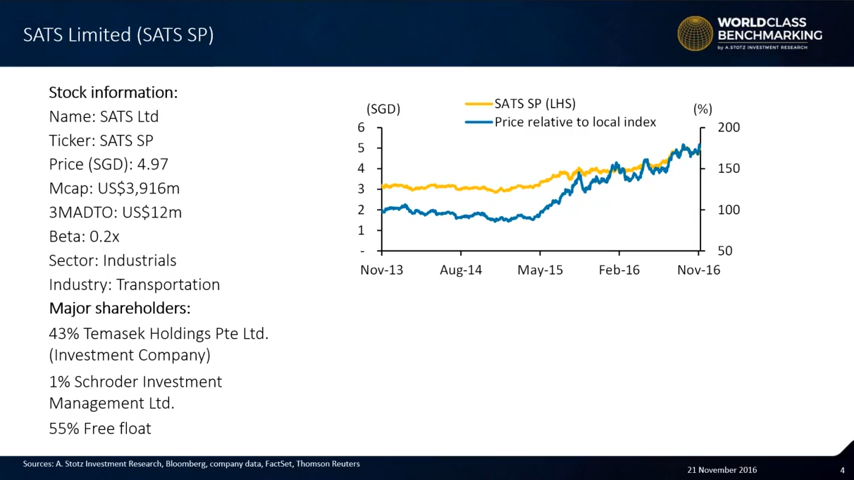 SATS Limited (SATS SP)
WORLDCLASS
BENCHMARKING
by A.STOTZ INVESTMENT RESEARCH
Stock information:
Name: SATS Ltd
Ticker: SATS SP
Price (SGD): 4.97
Mcap: US$3,916m
3MADTO: US$12m
Beta: 0.2x
Sector: Industrials
Industry: Transportation
Major shareholders:
43% Temasek Holdings Pte Ltd.
(Investment Company)
1% Schroder Investment
Management Ltd.
55% Free float
(SGD)
SATS SP (LHS)
(%)
Price relative to local index
6
200
5
4
150
3
2
100
1
-
50
Nov-13 Aug-14 May-15 Feb-16 Nov-16
Sources: A. Stotz Investment Research, Bloomberg, company data, FactSet, Thomson Reuters
21 November 2016
4